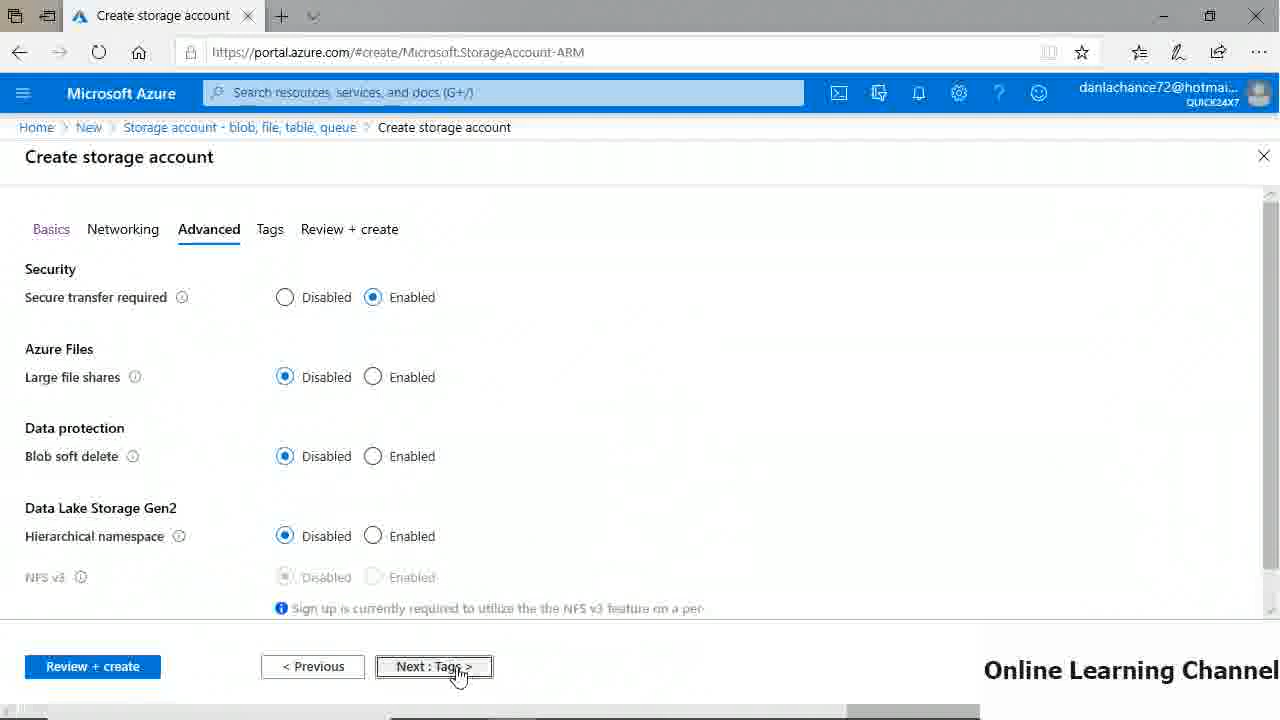 Create storage account
https://portal.azure.com/#create/Microsoft.StorageAccount-ARM
Microsoft Azure
Search resources, services, and docs (G+/)
danlachance72@hotmai...
QUICK24X7
Home > New > Storage account - blob, file, table, queue > Create storage account
Create storage account
Basics Networking Advanced Tags Review + create
Security
Secure transfer required Disabled Enabled
Azure Files
Large file shares Disabled Enabled
Data protection
Blob soft delete Disabled Enabled
Data Lake Storage Gen2
Hierarchical namespace Disabled Enabled
NFS v3 Disabled Enabled
Sign up is currently required to utilize the the NFS v3 feature on a per-
Review + create < Previous Next : Tags >
Online Learning Channel